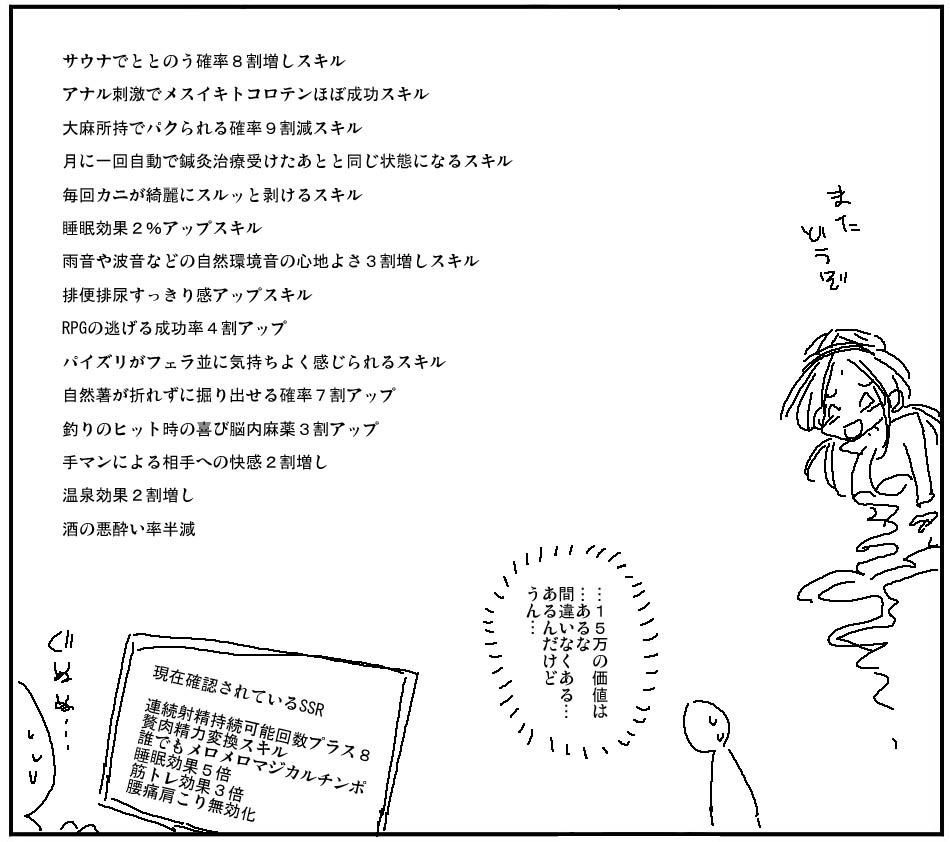 サウナでととのう確率８割増しスキル
アナル刺激でメスイキトコロテンほぼ成功スキル
大麻所持でパクられる確率９割減スキル
月に一回自動で鍼灸治療受けたあとと同じ状態になるスキル
毎回カニが綺麗にスルッと剥けるスキル
睡眠効果２％アップスキル
雨音や波音などの自然環境音の心地よさ３割増しスキル
排便排尿すっきり感アップスキル
RPGの逃げる成功率４割アップ
パイズリがフェラ並に気持ちよく感じられるスキル
自然薯が折れずに掘り出せる確率７割アップ
釣りのヒット時の喜び脳内麻薬３割アップ
手マンによる相手への快感２割増し
温泉効果２割増し
酒の悪酔い率半減
また
どうぞ
…１５万の価値は
…あるな
間違いなくある…
あるんだけど
うん…
ぐぬぬ……
現在確認されているSSR
連続射精持続可能回数プラス８
贅肉精力変換スキル
誰でもメロメロマジカルチンポ
睡眠効果５倍
筋トレ効果３倍
腰痛肩こり無効化